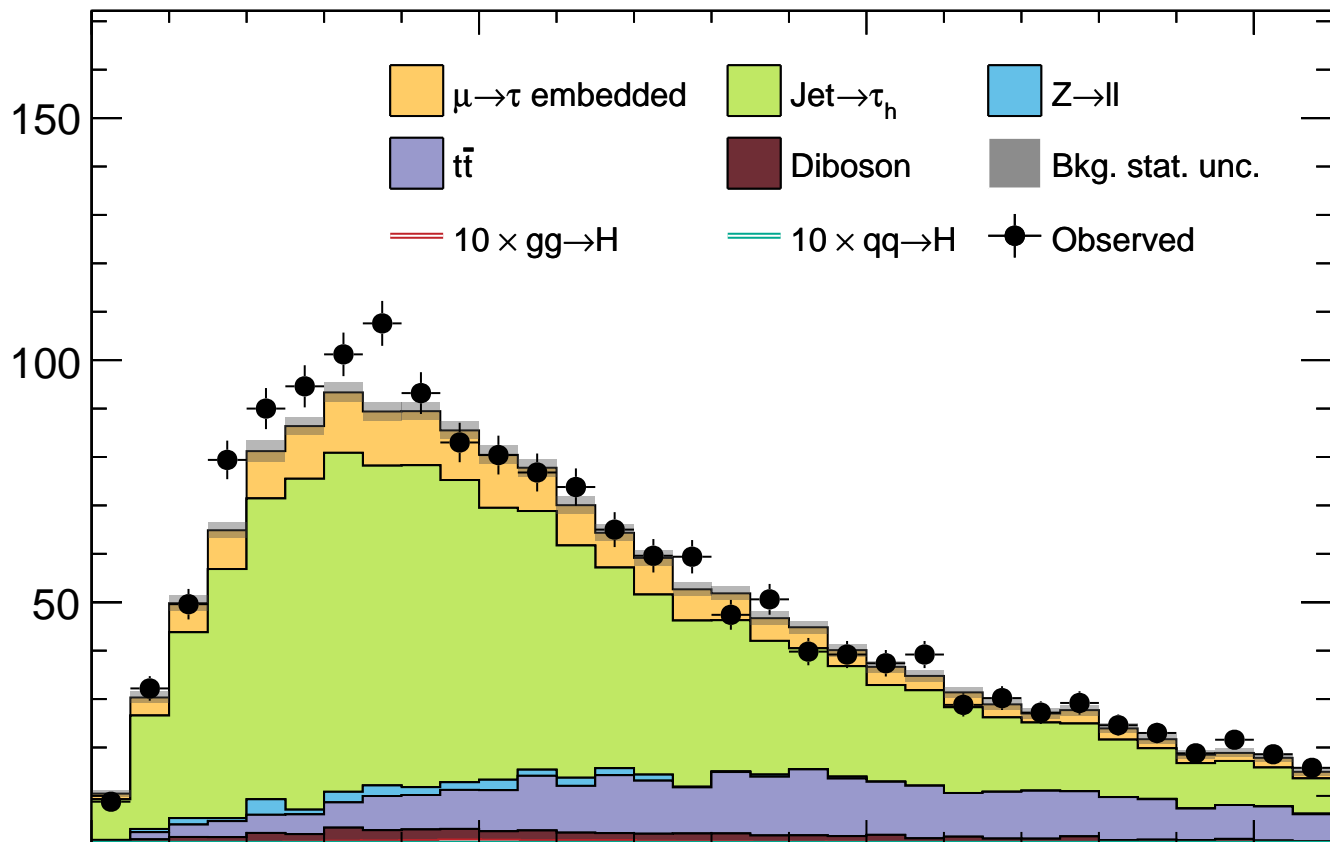 150
μ→τ embedded Jet→τh Z→ll
tt̄ Diboson Bkg. stat. unc.
10 × gg→H 10 × qq→H Observed
100
50